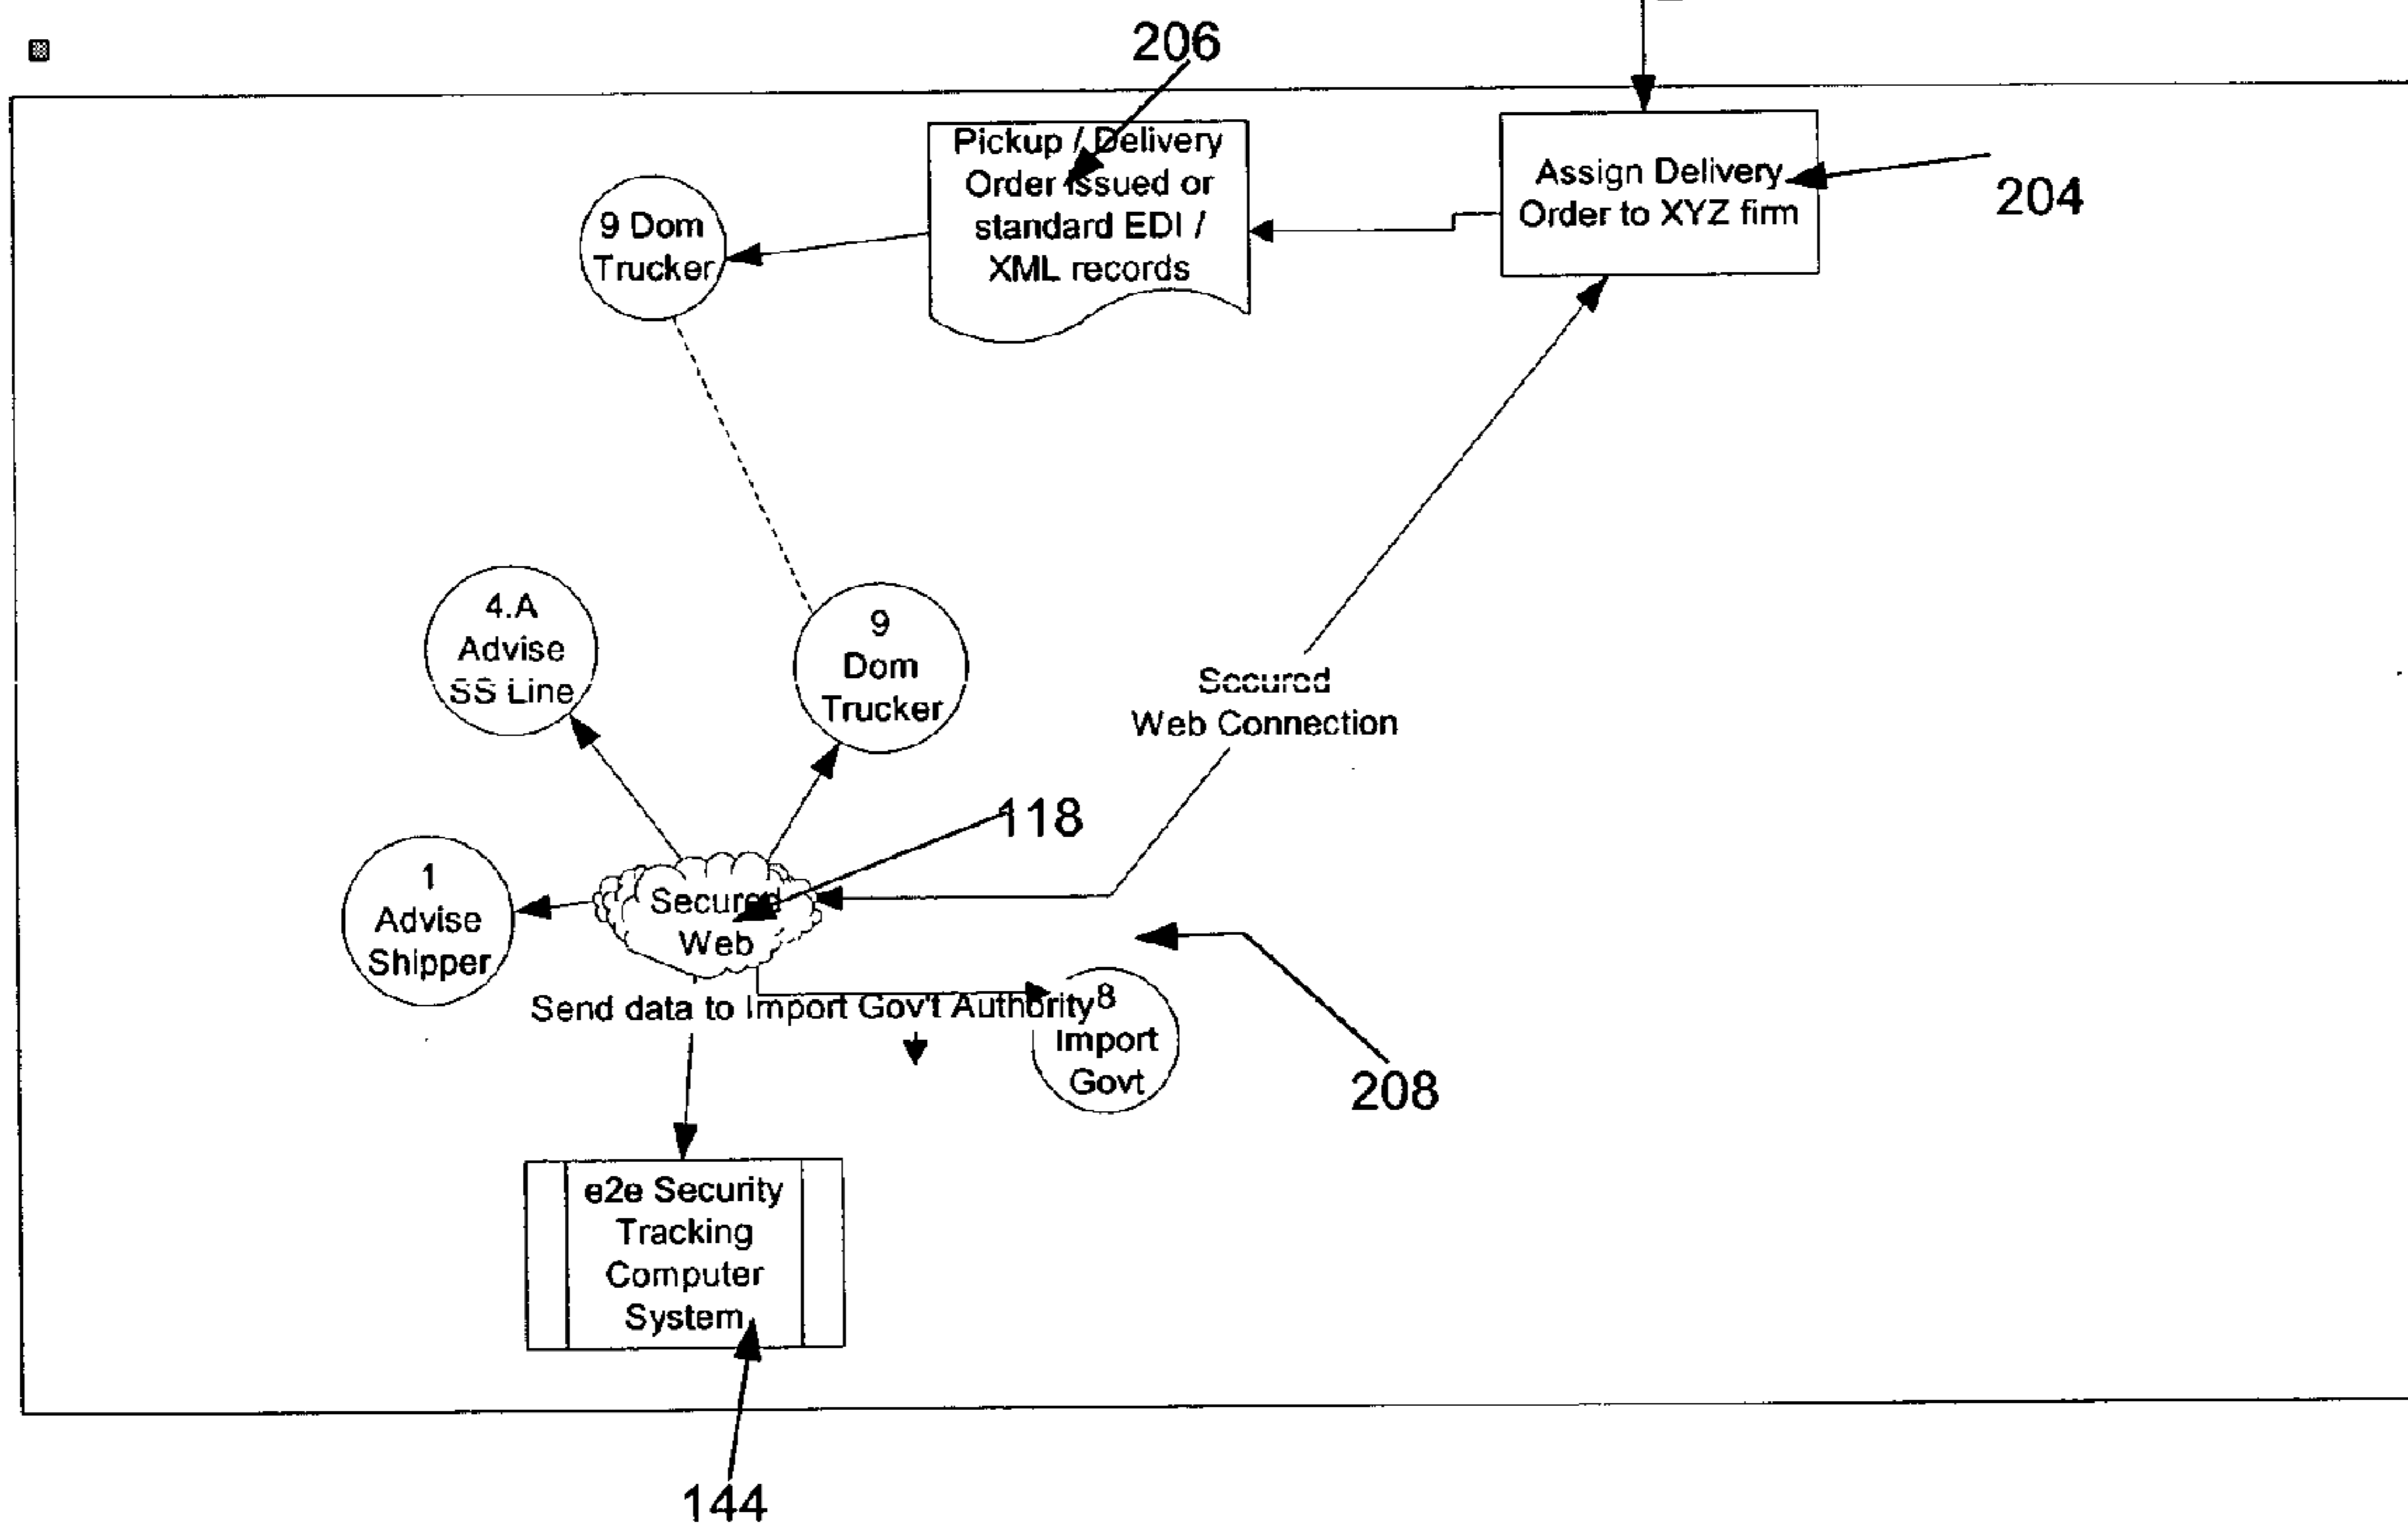 206
Pickup / Delivery
Order issued or
standard EDI /
XML records
Assign Delivery
Order to XYZ firm
204
9 Dom
Trucker
4.A
Advise
SS Line
9
Dom
Trucker
Secured
Web Connection
118
1
Advise
Shipper
Secured
Web
Send data to Import Gov't Authority
8
Import
Govt
208
e2e Security
Tracking
Computer
System
144